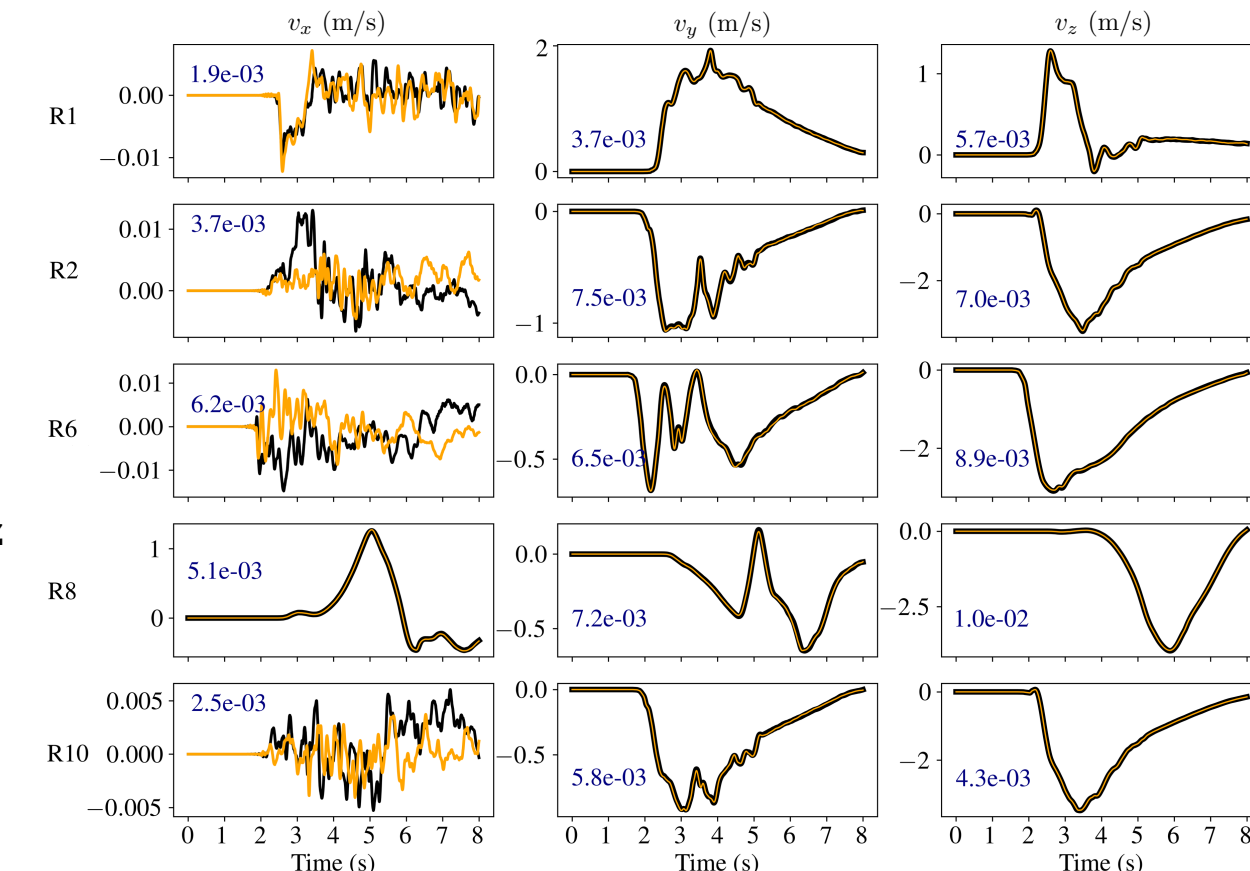 v_x (m/s) v_y (m/s) v_z (m/s)
R1
1.9e-03
0.00
−0.01
3.7e-03
2
0
5.7e-03
1
0
R2
3.7e-03
0.01
0.00
7.5e-03
0
−1
7.0e-03
0
−2
R6
6.2e-03
0.01
0.00
−0.01
6.5e-03
0.0
−0.5
8.9e-03
0
−2
R8
5.1e-03
1
0
7.2e-03
0.0
−0.5
1.0e-02
0.0
−2.5
R10
2.5e-03
0.005
0.000
−0.005
5.8e-03
0.0
−0.5
4.3e-03
0
−2
0 1 2 3 4 5 6 7 8 0 1 2 3 4 5 6 7 8 0 1 2 3 4 5 6 7 8
Time (s) Time (s) Time (s)